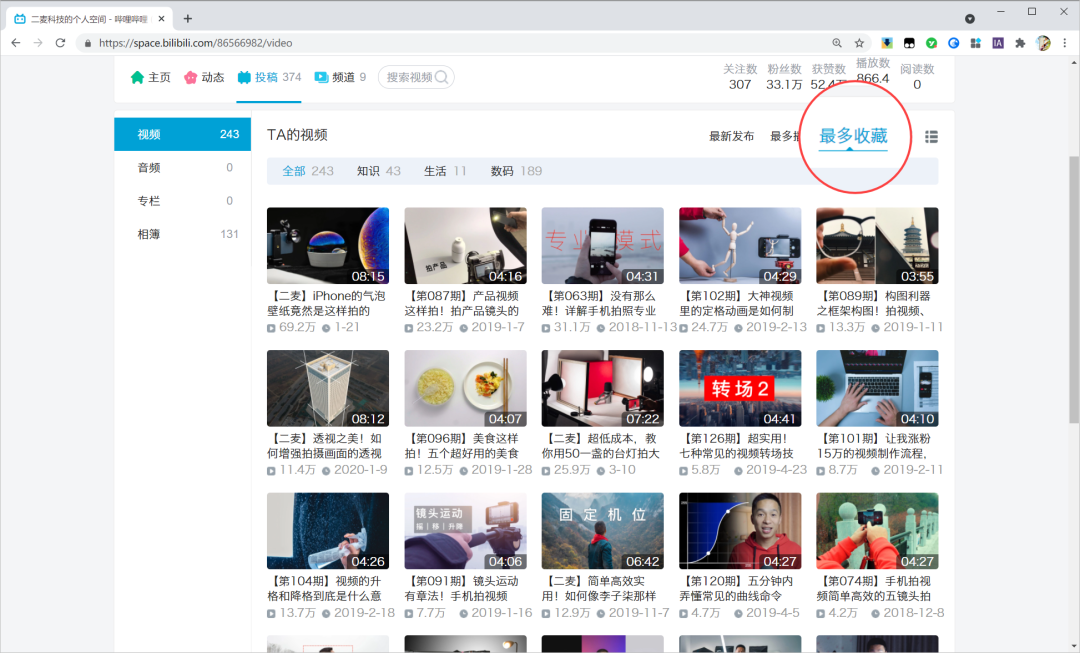 二麦科技的个人空间 - 哔哩哔哩
https://space.bilibili.com/86566982/video
主页 动态 投稿 374 频道 9 搜索视频
关注数 粉丝数 获赞数 播放数 阅读数
307 33.1万 52.4万 866.4 0
视频 243
音频 0
专栏 0
相簿 131
TA的视频 最新发布 最多播 最多收藏
全部 243 知识 43 生活 11 数码 189
08:15
拍产品
04:16
专业模式
04:31
04:29
03:55
【二麦】iPhone的气泡
壁纸竟然是这样拍的
69.2万 1-21
【第087期】产品视频
这样拍！拍产品镜头的
23.2万 2019-1-7
【第063期】没有那么
难！详解手机拍照专业
31.1万 2018-11-13
【第102期】大神视频
里的定格动画是如何制
24.7万 2019-2-13
【第089期】构图利器
之框架构图！拍视频、
13.3万 2019-1-11
08:12
04:07
07:22
转场2
04:41
04:10
【二麦】透视之美！如
何增强拍摄画面的透视
11.4万 2020-1-9
【第096期】美食这样
拍！五个超好用的美食
12.5万 2019-1-28
【二麦】超低成本，教
你用50一盏的台灯拍大
25.9万 3-10
【第126期】超实用！
七种常见的视频转场技
5.8万 2019-4-23
【第101期】让我涨粉
15万的视频制作流程，
8.7万 2019-2-11
04:26
镜头运动
摇｜移｜升降
04:06
固定机位
06:42
04:27
04:27
【第104期】视频的升
格和降格到底是什么意
13.7万 2019-2-18
【第091期】镜头运动
有章法！手机拍视频
7.7万 2019-1-16
【二麦】简单高效实
用！如何像李子柒那样
12.9万 2019-11-7
【第120期】五分钟内
弄懂常见的曲线命令
4.7万 2019-4-5
【第074期】手机拍视
频简单高效的五镜头拍
4.2万 2018-12-8